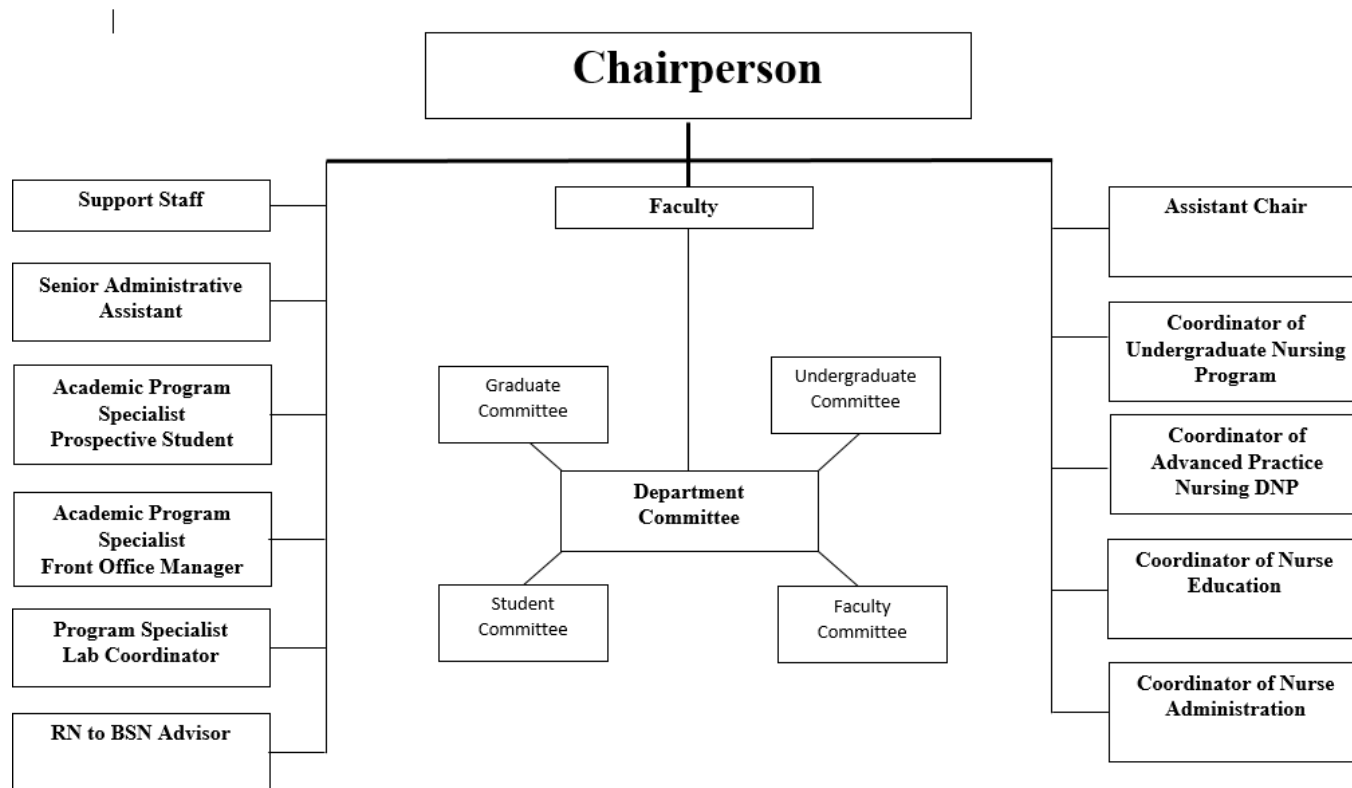 Chairperson
Support Staff
Faculty
Assistant Chair
Senior Administrative
Assistant
Coordinator of
Undergraduate Nursing
Program
Academic Program
Specialist
Prospective Student
Graduate
Committee
Undergraduate
Committee
Coordinator of
Advanced Practice
Nursing DNP
Department
Committee
Academic Program
Specialist
Front Office Manager
Coordinator of Nurse
Education
Student
Committee
Faculty
Committee
Program Specialist
Lab Coordinator
Coordinator of Nurse
Administration
RN to BSN Advisor